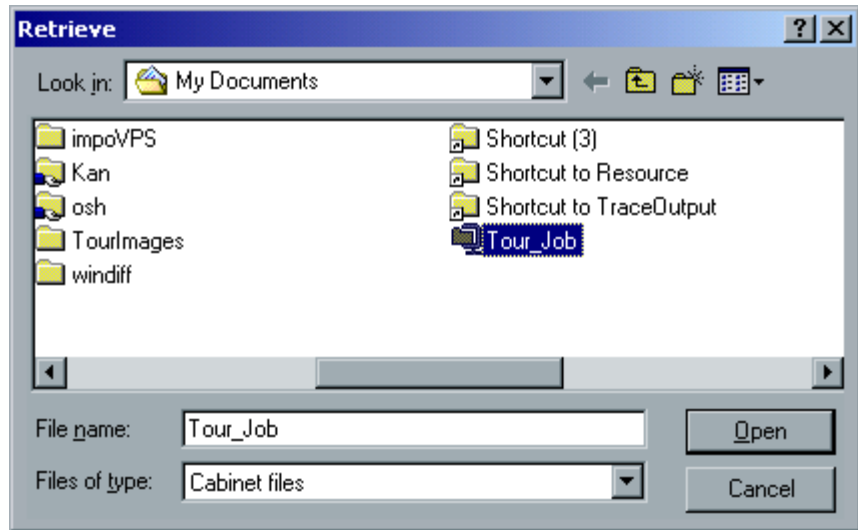 Retrieve
Look in: My Documents
impoVPS
Kan
osh
TourImages
windiff
Shortcut (3)
Shortcut to Resource
Shortcut to TraceOutput
Tour_Job
File name: Tour_Job
Open
Files of type: Cabinet files
Cancel